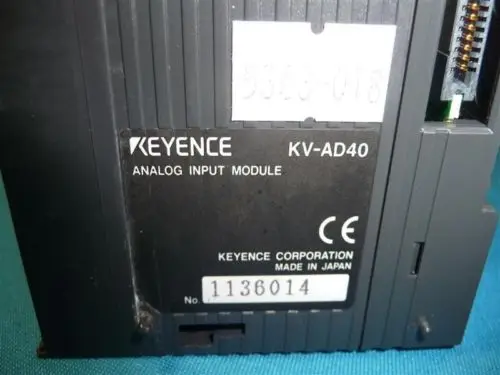 KEYENCE KV-AD40
ANALOG INPUT MODULE
CE
KEYENCE CORPORATION
MADE IN JAPAN
No. 1136014